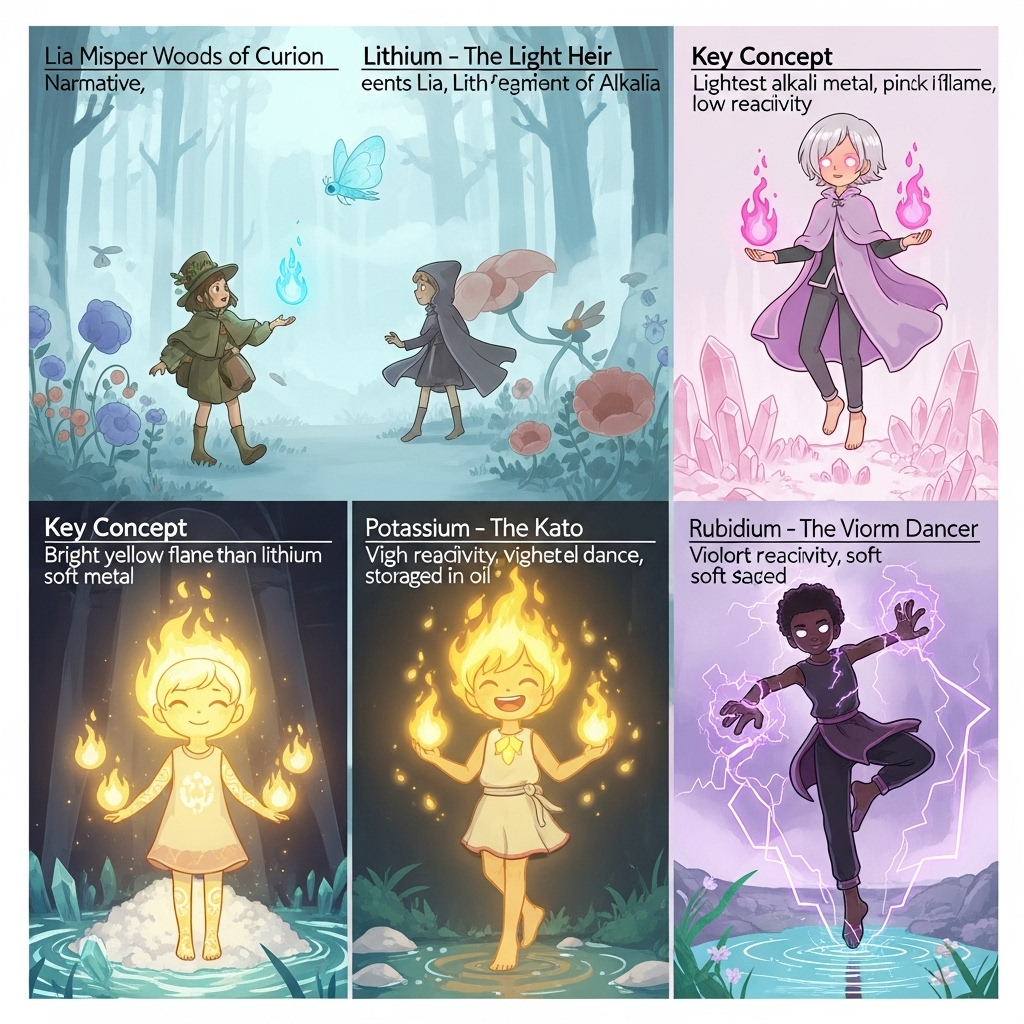 Lia Misper Woods of Curion
Narmative,
Lithium – The Light Heir
eents Lia, Lith egment of Alkalia
Key Concept
Lightest alkali metal, pinck iflame,
low reacivity
Key Concept
Bright yellow flane than lithium
soft metal
Potassium – The Kato
Vigh reacivity, vighetel dance,
storaged in oil
Rubidium – The Viorm Dancer
Violort reacivity, soft
soft saced